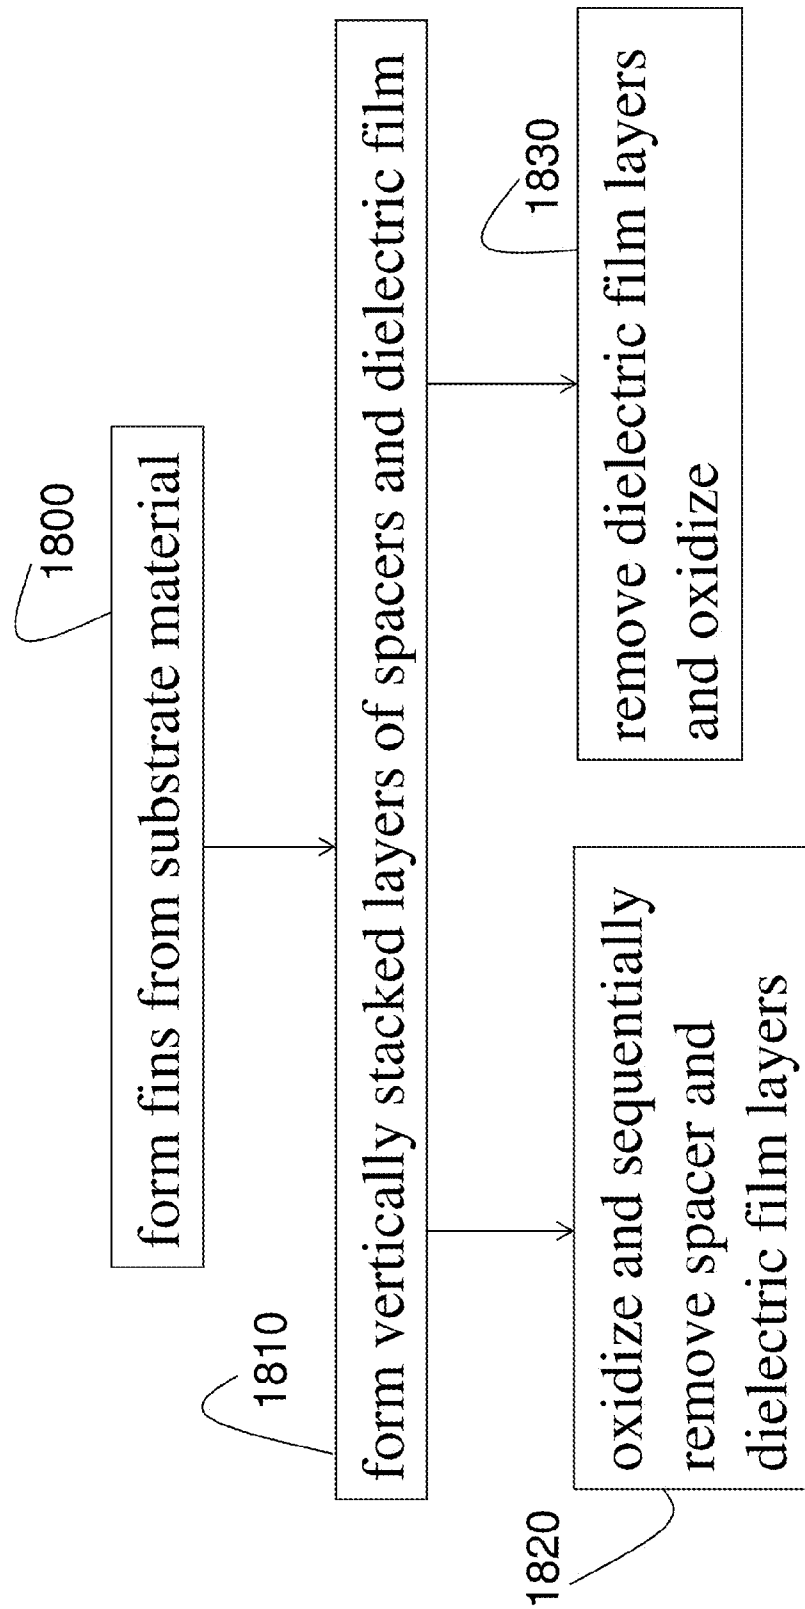 1800
form fins from substrate material
1810
form vertically stacked layers of spacers and dielectric film
1820
oxidize and sequentially
remove spacer and
dielectric film layers
1830
remove dielectric film layers
and oxidize